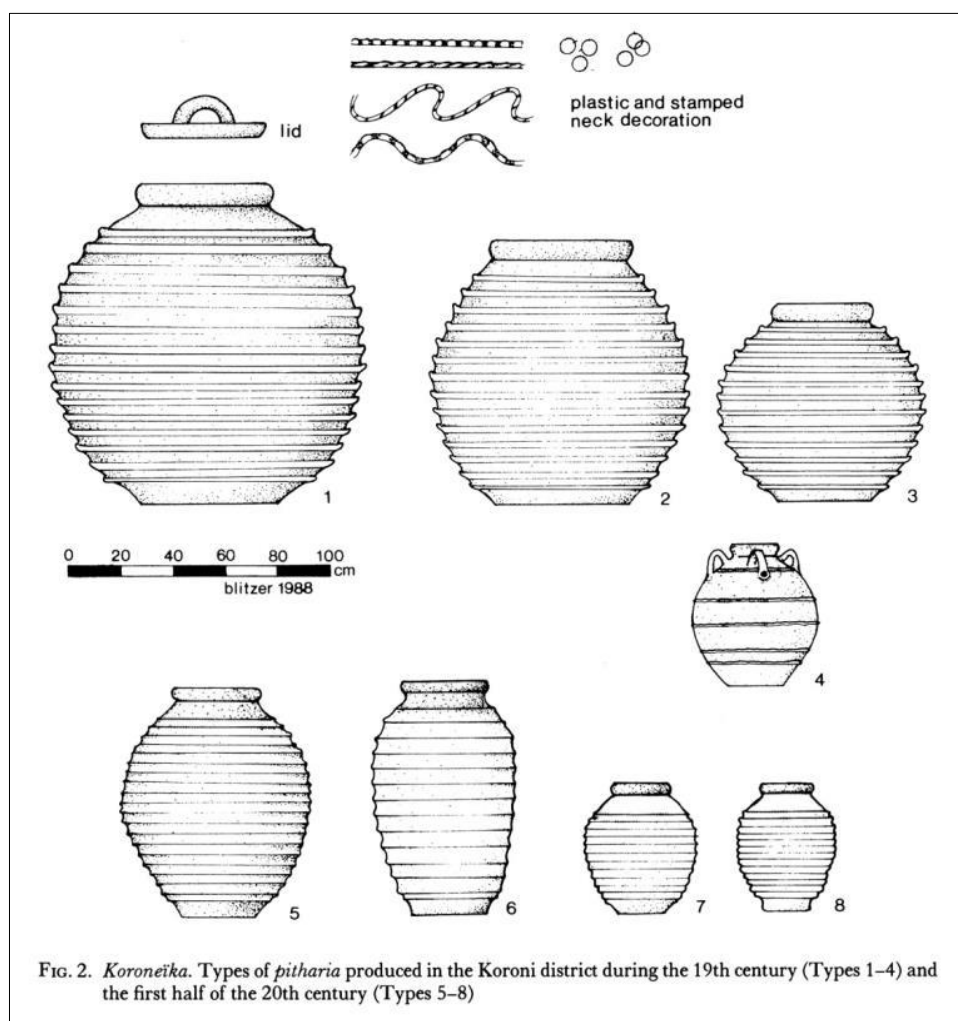 lid
plastic and stamped
neck decoration
1
2
3
0 20 40 60 80 100
cm
blitzer 1988
4
5
6
7
8
FIG. 2. Koroneïka. Types of pitharia produced in the Koroni district during the 19th century (Types 1–4) and
the first half of the 20th century (Types 5–8)